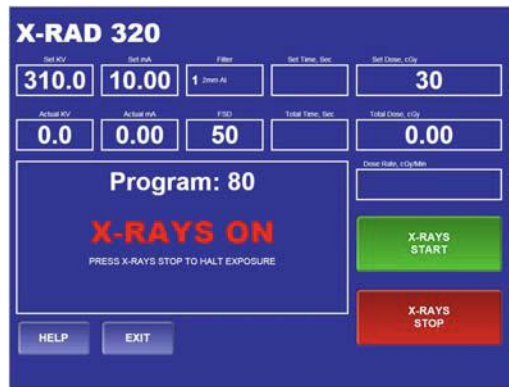 X-RAD 320
Set KV Set mA Filter Set Time, Sec Set Dose, cGy
310.0 10.00 1 2mm Al 30
Actual KV Actual mA FSD Total Time, Sec Total Dose, cGy
0.0 0.00 50 0.00
Dose Rate, cGy/Min
Program: 80
X-RAYS ON
PRESS X-RAYS STOP TO HALT EXPOSURE
X-RAYS
START
X-RAYS
STOP
HELP EXIT